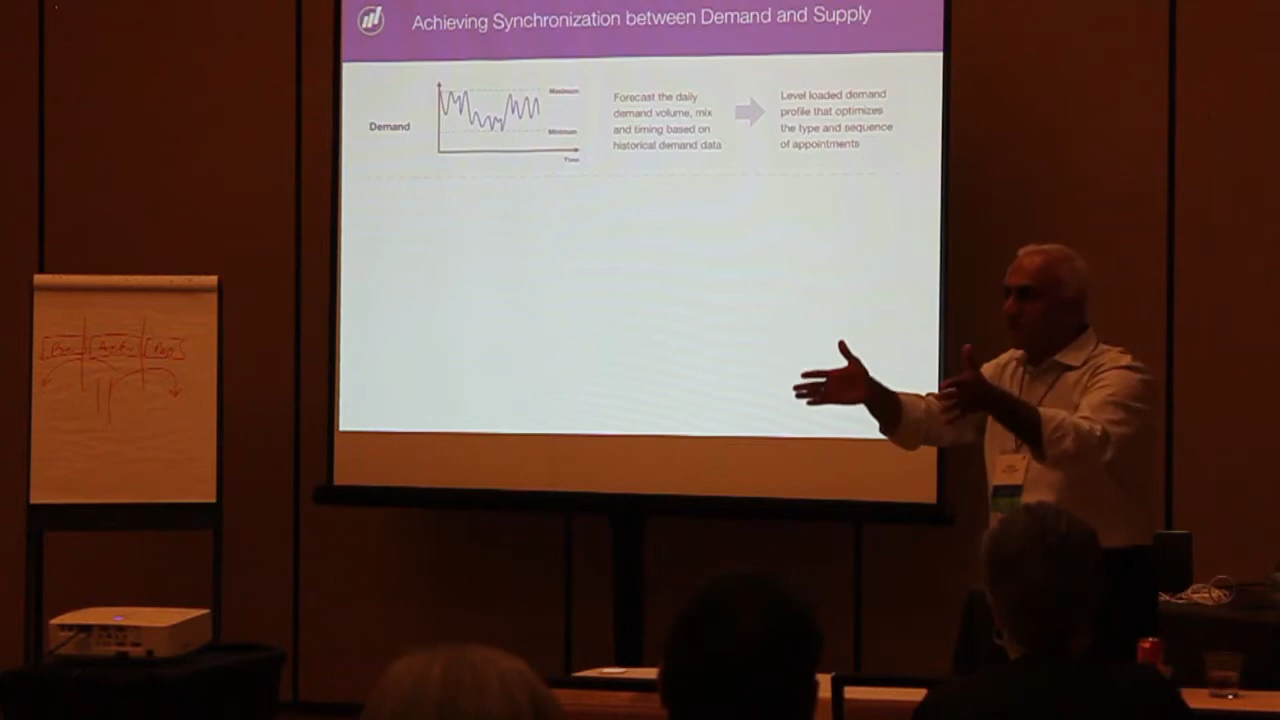 Achieving Synchronization between Demand and Supply
Demand
Maximum
Minimum
Time
Forecast the daily
demand volume, mix
and timing based on
historical demand data
Level loaded demand
profile that optimizes
the type and sequence
of appointments